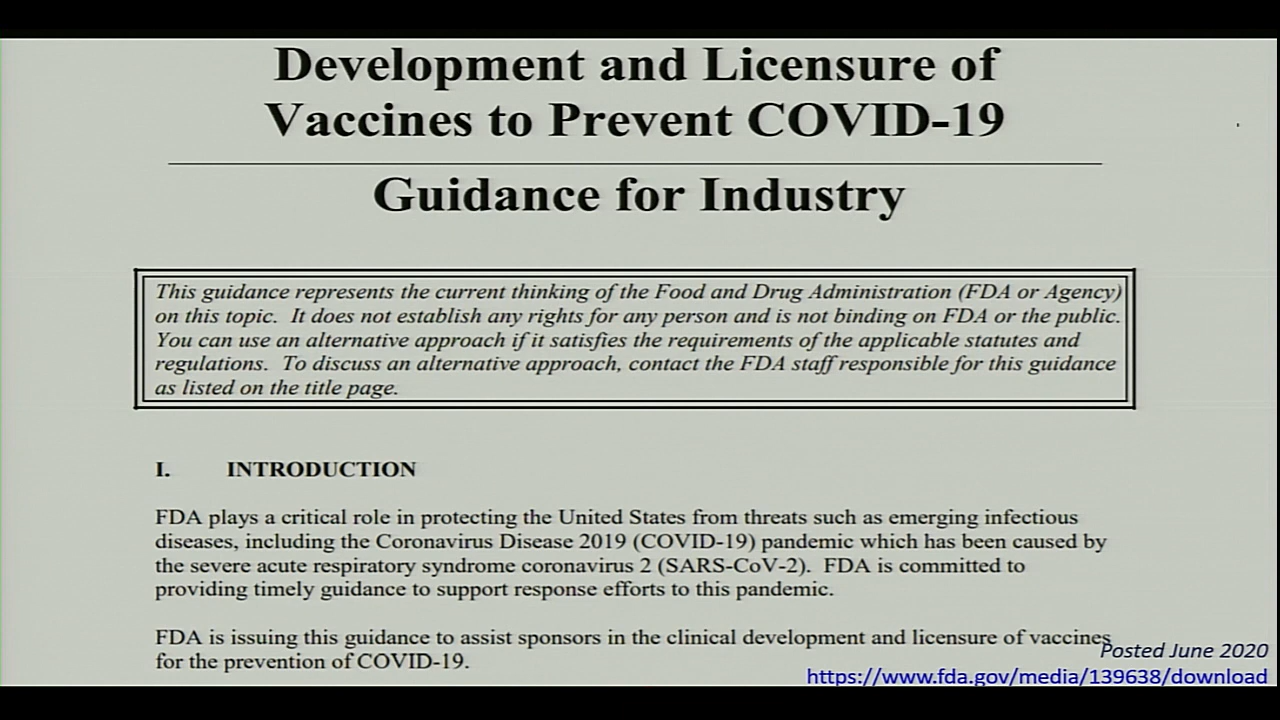 Development and Licensure of
Vaccines to Prevent COVID-19
Guidance for Industry
This guidance represents the current thinking of the Food and Drug Administration (FDA or Agency)
on this topic.  It does not establish any rights for any person and is not binding on FDA or the public.
You can use an alternative approach if it satisfies the requirements of the applicable statutes and
regulations.  To discuss an alternative approach, contact the FDA staff responsible for this guidance
as listed on the title page.
I. INTRODUCTION
FDA plays a critical role in protecting the United States from threats such as emerging infectious
diseases, including the Coronavirus Disease 2019 (COVID-19) pandemic which has been caused by
the severe acute respiratory syndrome coronavirus 2 (SARS-CoV-2).  FDA is committed to
providing timely guidance to support response efforts to this pandemic.
FDA is issuing this guidance to assist sponsors in the clinical development and licensure of vaccines
for the prevention of COVID-19.
Posted June 2020
https://www.fda.gov/media/139638/download